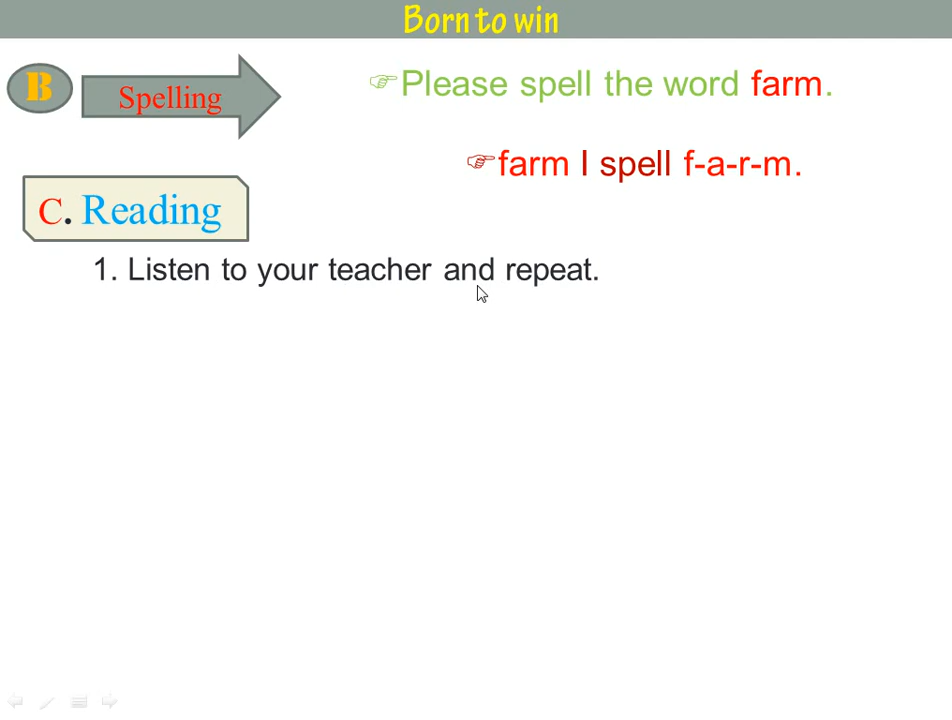 Born to win
B
Spelling
Please spell the word farm.
farm I spell f-a-r-m.
C. Reading
1. Listen to your teacher and repeat.